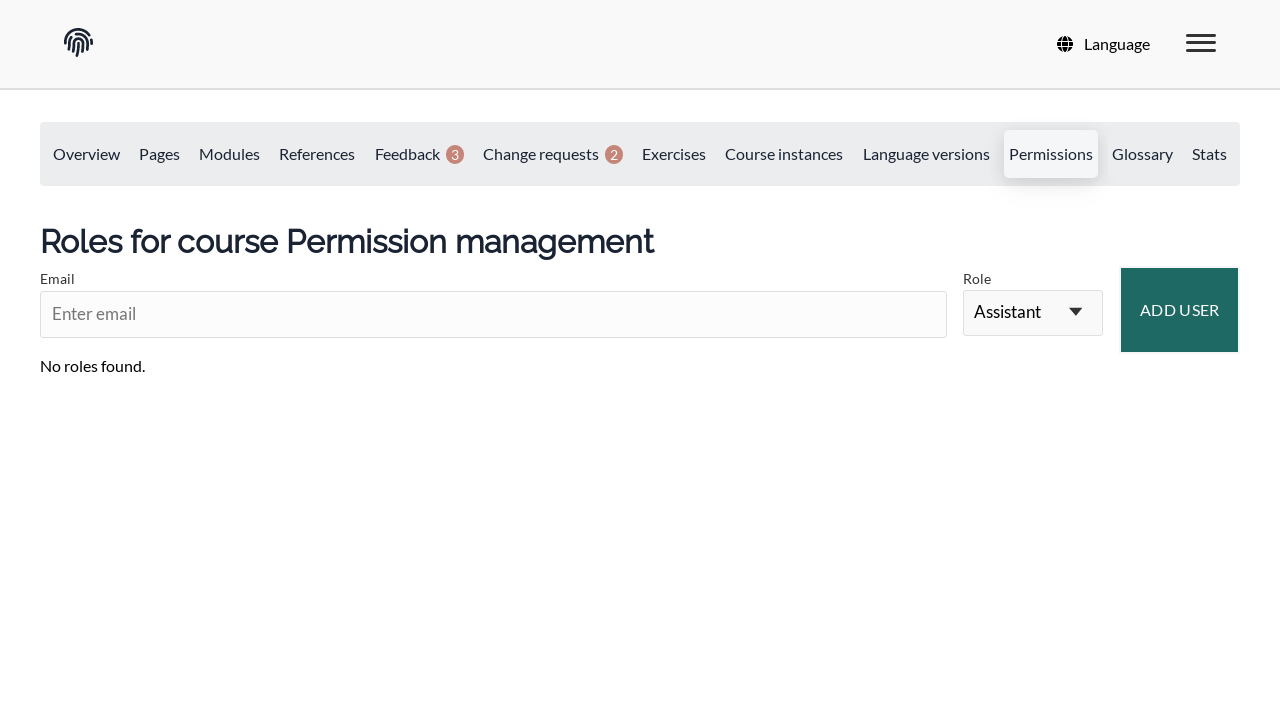 Language
Overview Pages Modules References Feedback 3 Change requests 2 Exercises Course instances Language versions Permissions Glossary Stats
Roles for course Permission management
Email
Role
Enter email
Assistant
ADD USER
No roles found.